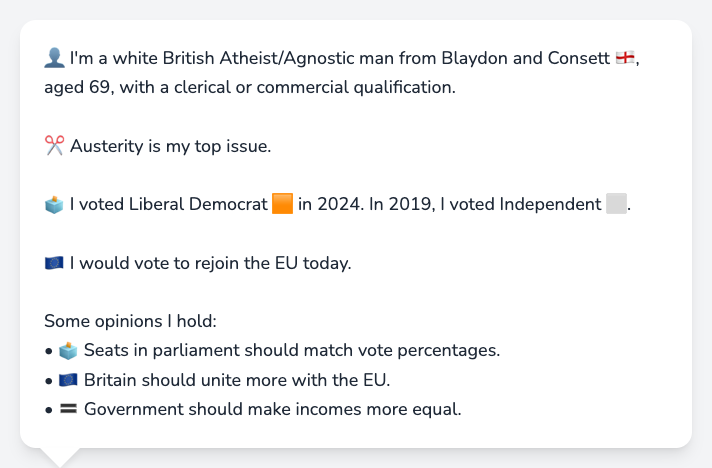 👤 I'm a white British Atheist/Agnostic man from Blaydon and Consett 🏴󠁧󠁢󠁥󠁮󠁧󠁿,
aged 69, with a clerical or commercial qualification.
✂️ Austerity is my top issue.
🗳️ I voted Liberal Democrat 🟧 in 2024. In 2019, I voted Independent ⬜.
🇪🇺 I would vote to rejoin the EU today.
Some opinions I hold:
• 🗳️ Seats in parliament should match vote percentages.
• 🇪🇺 Britain should unite more with the EU.
• 🟰 Government should make incomes more equal.